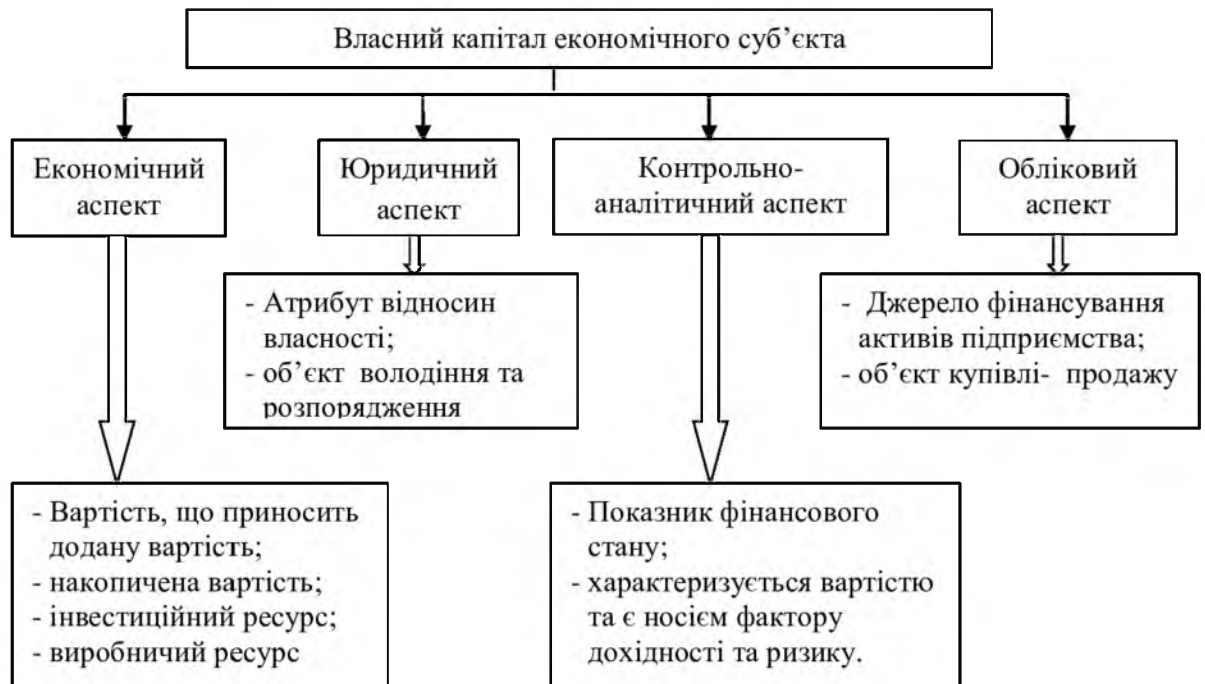 Власний капітал економічного суб’єкта
Економічний
аспект
Юридичний
аспект
Контрольно-
аналітичний аспект
Обліковий
аспект
- Атрибут відносин
власності;
- об’єкт володіння та
розпорядження
- Джерело фінансування
активів підприємства;
- об’єкт купівлі- продажу
- Вартість, що приносить
додану вартість;
- накопичена вартість;
- інвестиційний ресурс;
- виробничий ресурс
- Показник фінансового
стану;
- характеризується вартістю
та є носієм фактору
дохідності та ризику.